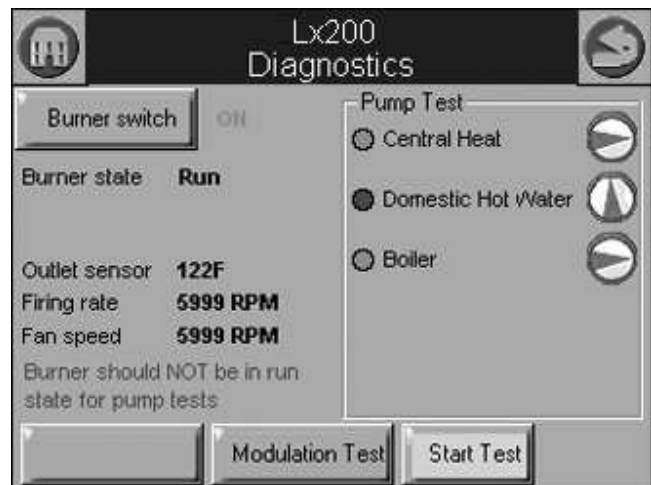 Lx200
Diagnostics
Burner switch
ON
Burner state Run
Outlet sensor 122F
Firing rate 5999 RPM
Fan speed 5999 RPM
Burner should NOT be in run
state for pump tests
Pump Test
Central Heat
Domestic Hot Water
Boiler
Modulation Test
Start Test